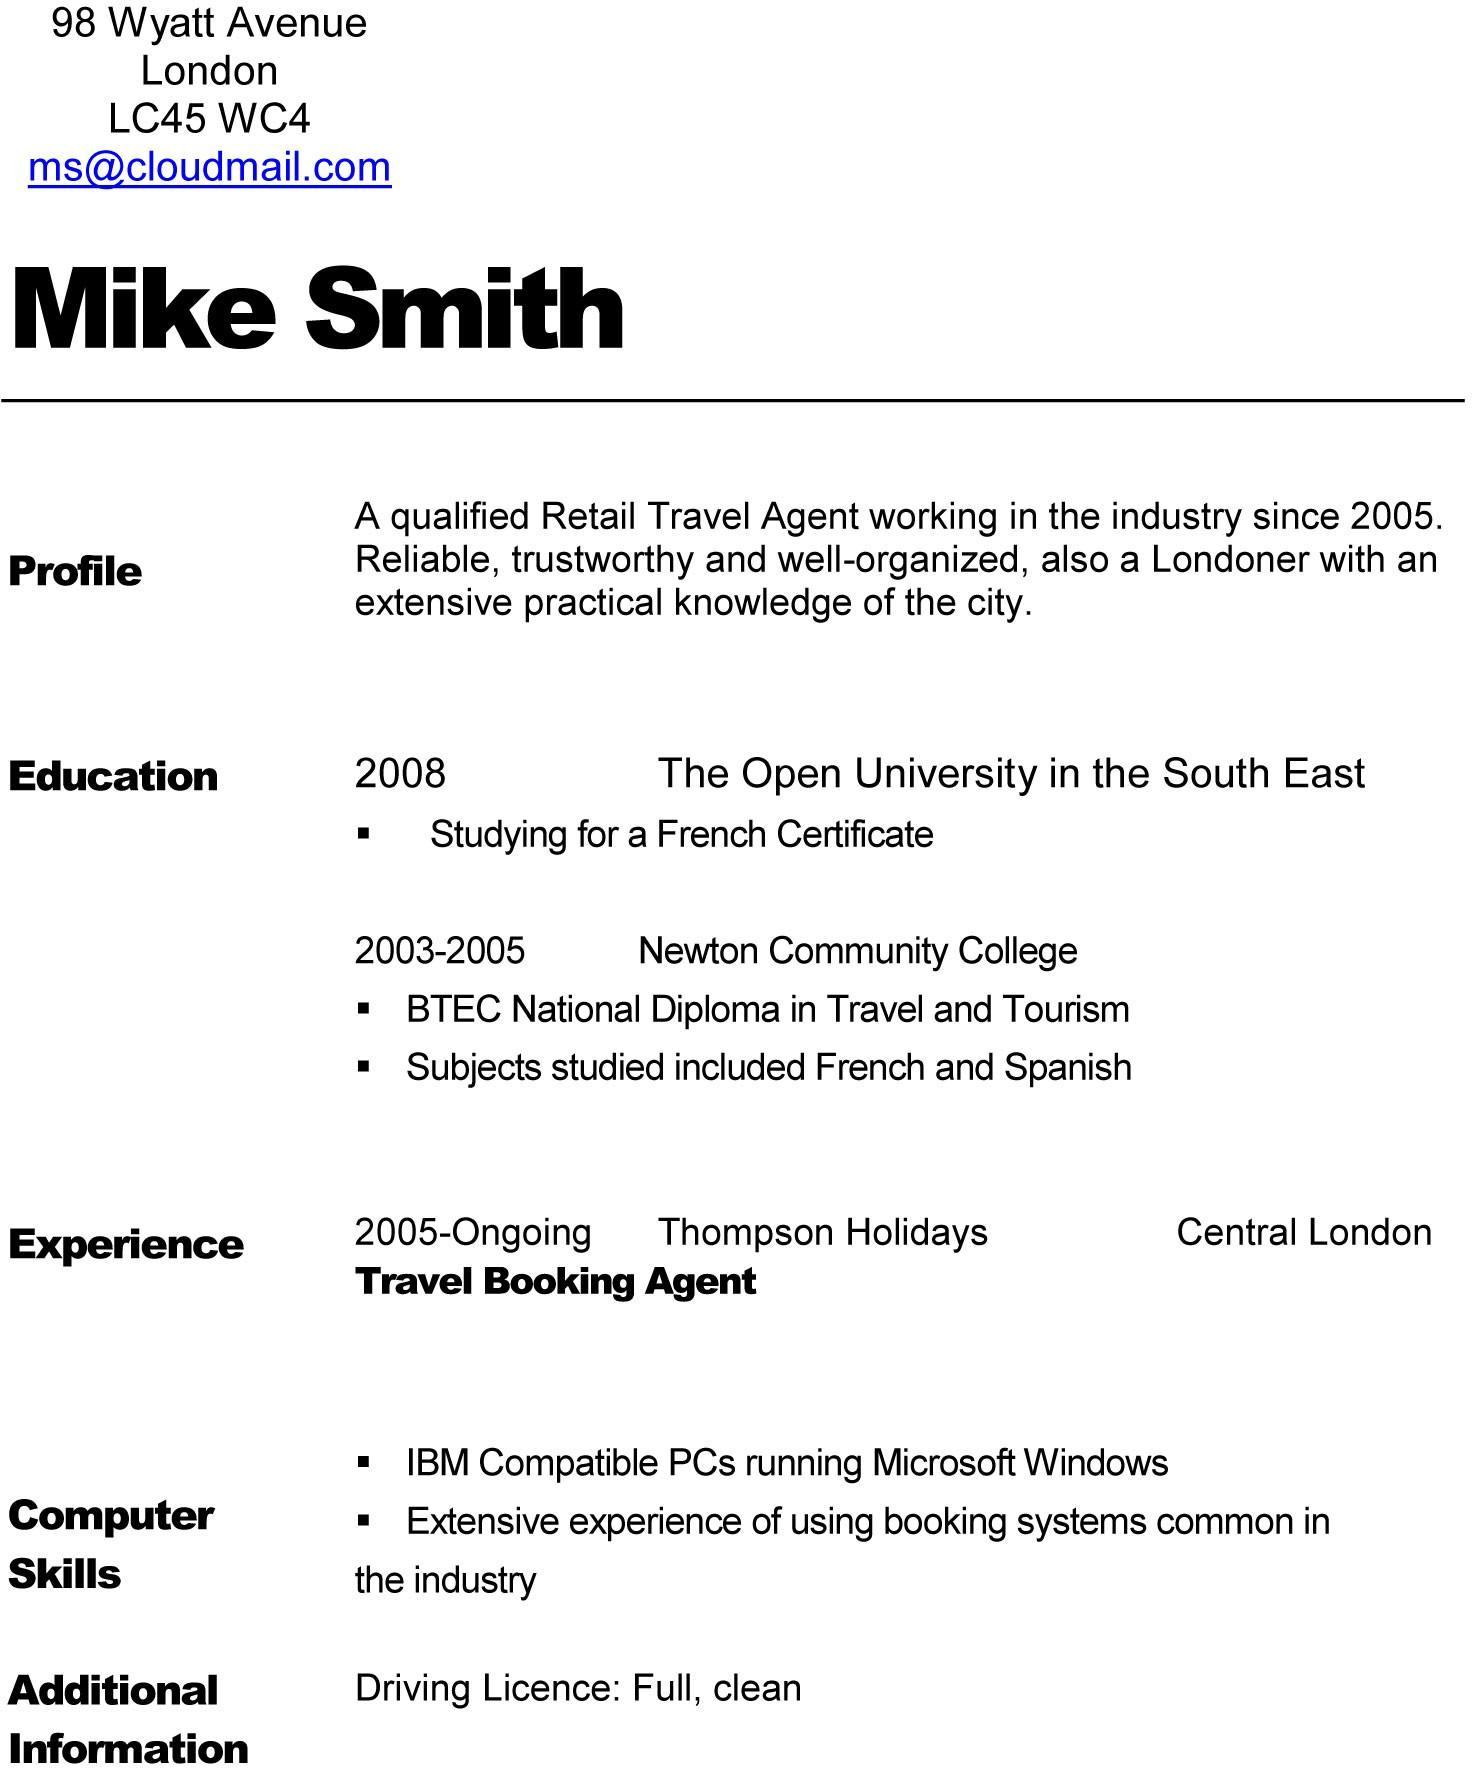 98 Wyatt Avenue
London
LC45 WC4
ms@cloudmail.com
Mike Smith
Profile
A qualified Retail Travel Agent working in the industry since 2005.
Reliable, trustworthy and well-organized, also a Londoner with an
extensive practical knowledge of the city.
Education
2008 The Open University in the South East
▪ Studying for a French Certificate
2003-2005 Newton Community College
▪ BTEC National Diploma in Travel and Tourism
▪ Subjects studied included French and Spanish
Experience
2005-Ongoing Thompson Holidays Central London
Travel Booking Agent
Computer
Skills
▪ IBM Compatible PCs running Microsoft Windows
▪ Extensive experience of using booking systems common in
the industry
Additional
Information
Driving Licence: Full, clean